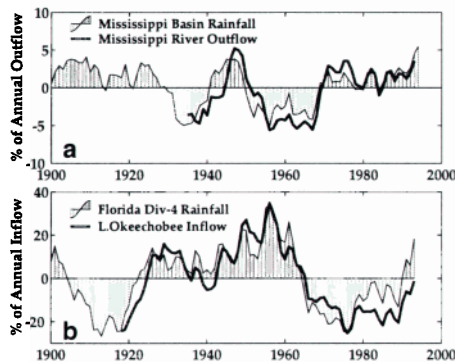 % of Annual Outflow
10
5
0
-5
-10
Mississippi Basin Rainfall
Mississippi River Outflow
a
1900 1920 1940 1960 1980 2000
% of Annual Inflow
40
20
0
-20
Florida Div-4 Rainfall
L.Okeechobee Inflow
b
1900 1920 1940 1960 1980 2000